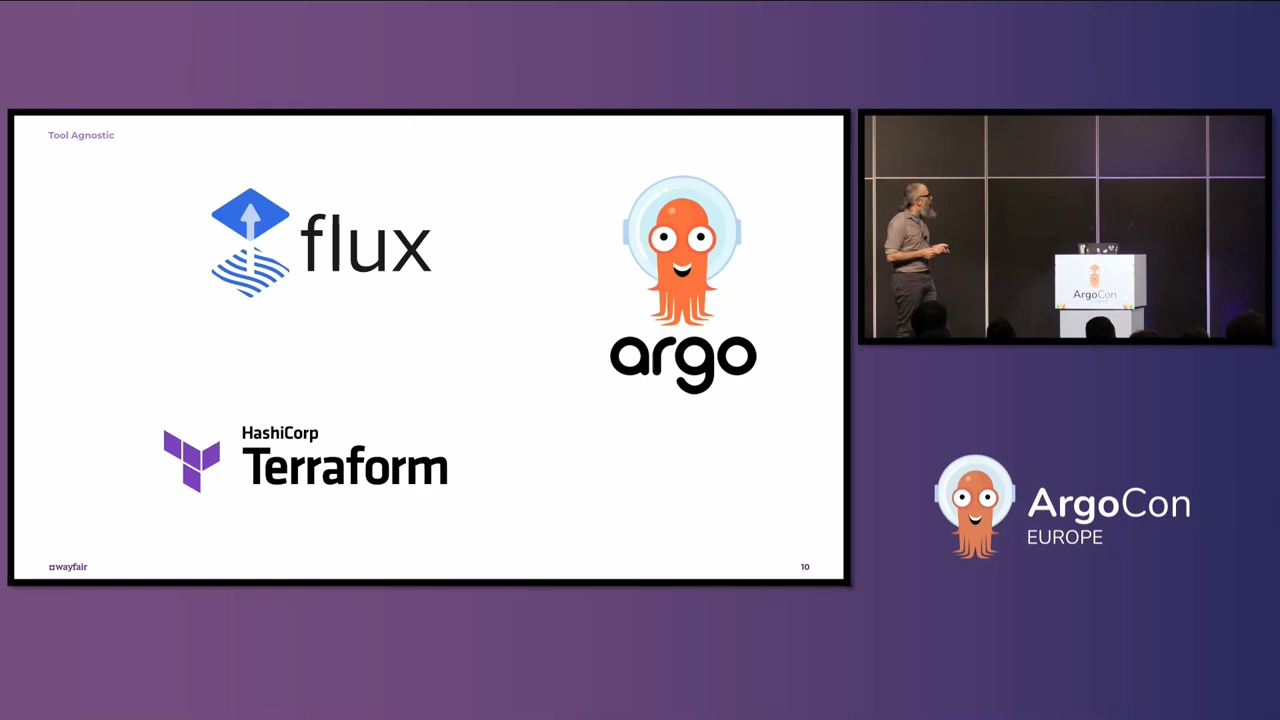 Tool Agnostic
flux
argo
HashiCorp
Terraform
wayfair
10
ArgoCon
ArgoCon
EUROPE